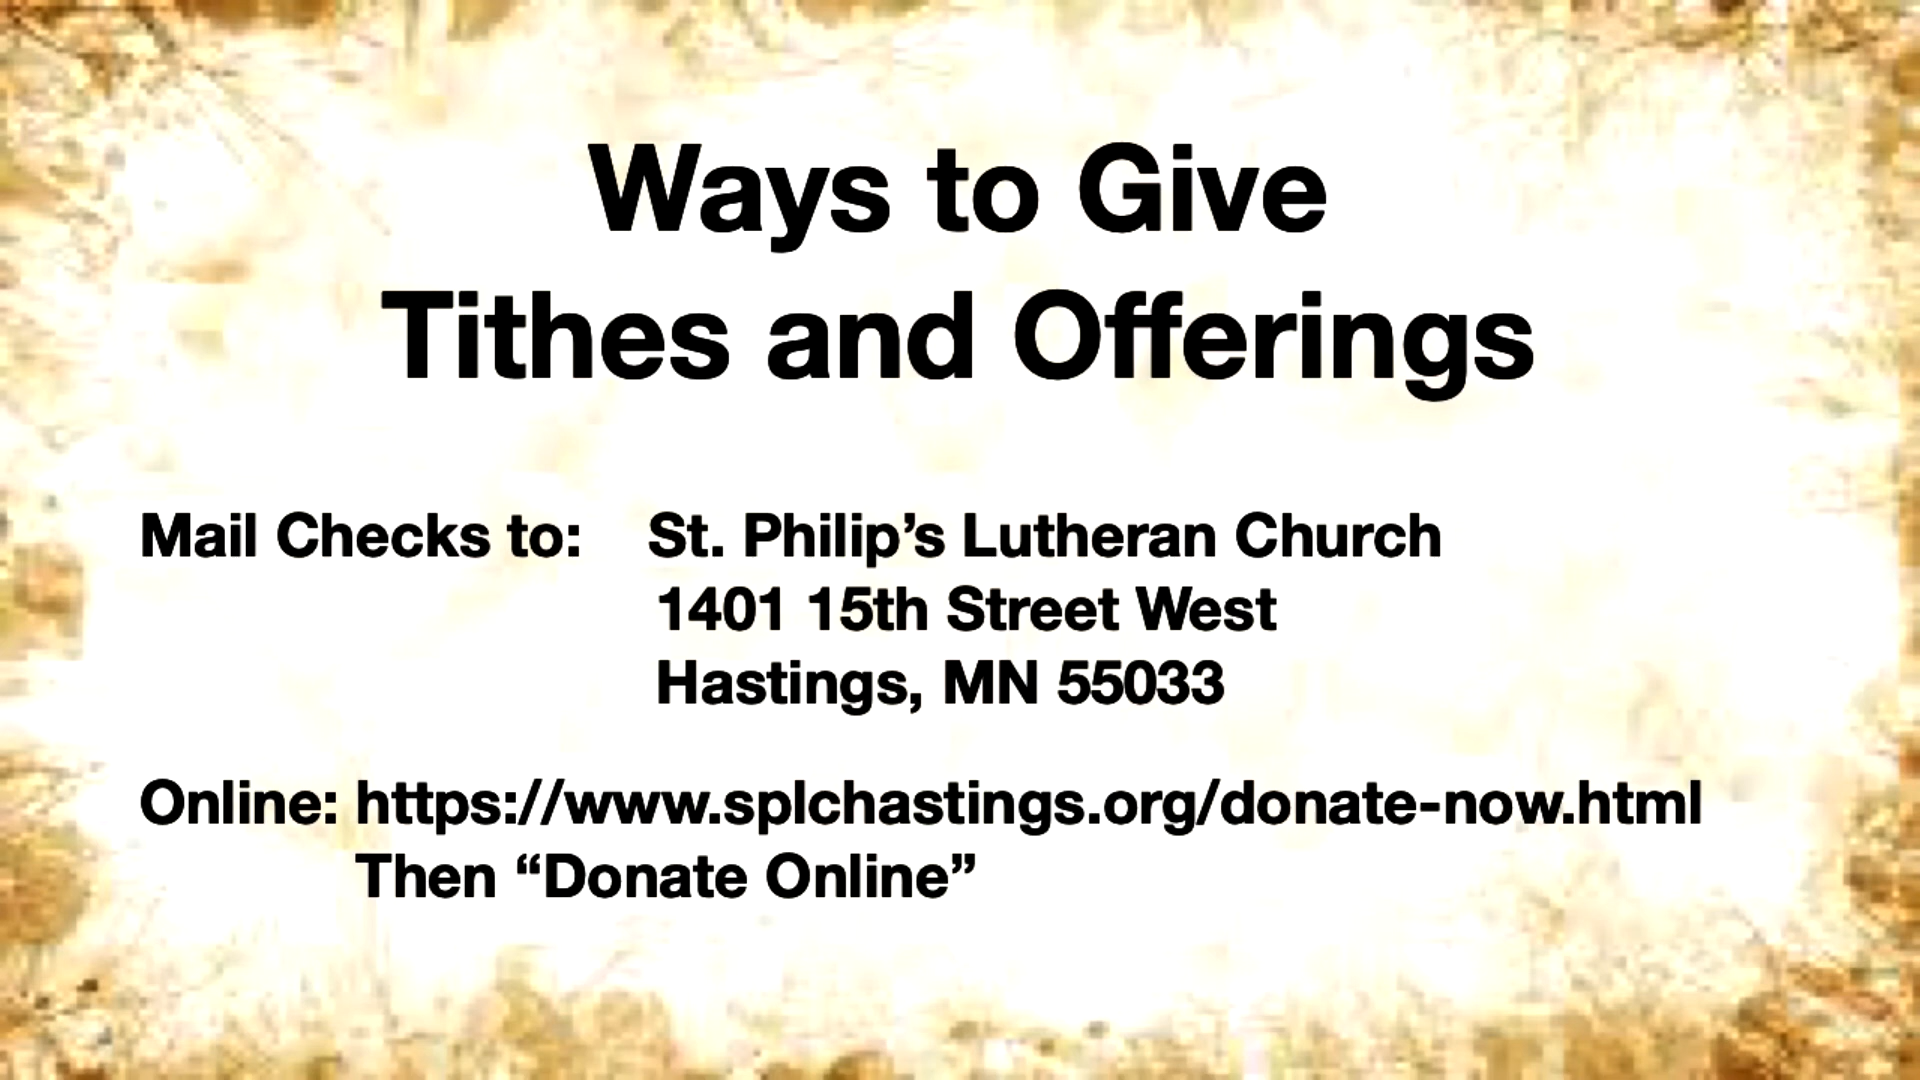 Ways to Give
Tithes and Offerings
Mail Checks to: St. Philip’s Lutheran Church
1401 15th Street West
Hastings, MN 55033
Online: https://www.splchastings.org/donate-now.html
Then “Donate Online”